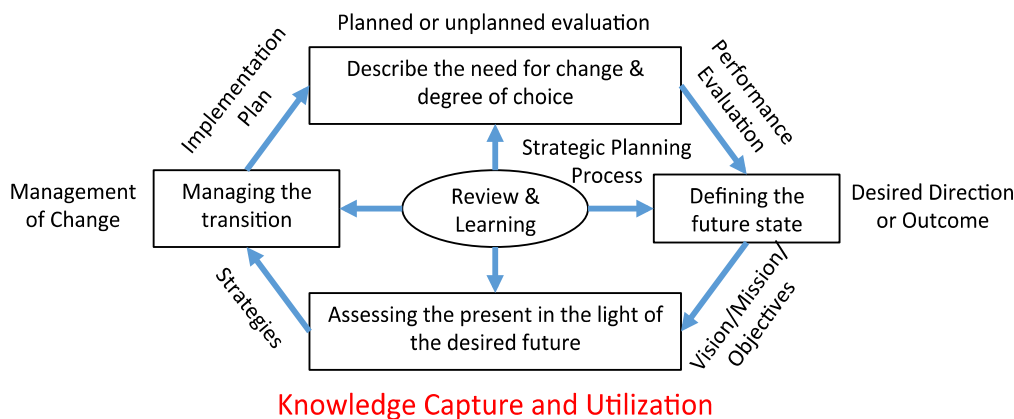 Planned or unplanned evaluation
Describe the need for change &
degree of choice
Implementation
Plan
Performance
Evaluation
Strategic Planning
Process
Management
of Change
Managing the
transition
Review &
Learning
Defining the
future state
Desired Direction
or Outcome
Strategies
Assessing the present in the light of
the desired future
Vision/Mission/
Objectives
Knowledge Capture and Utilization